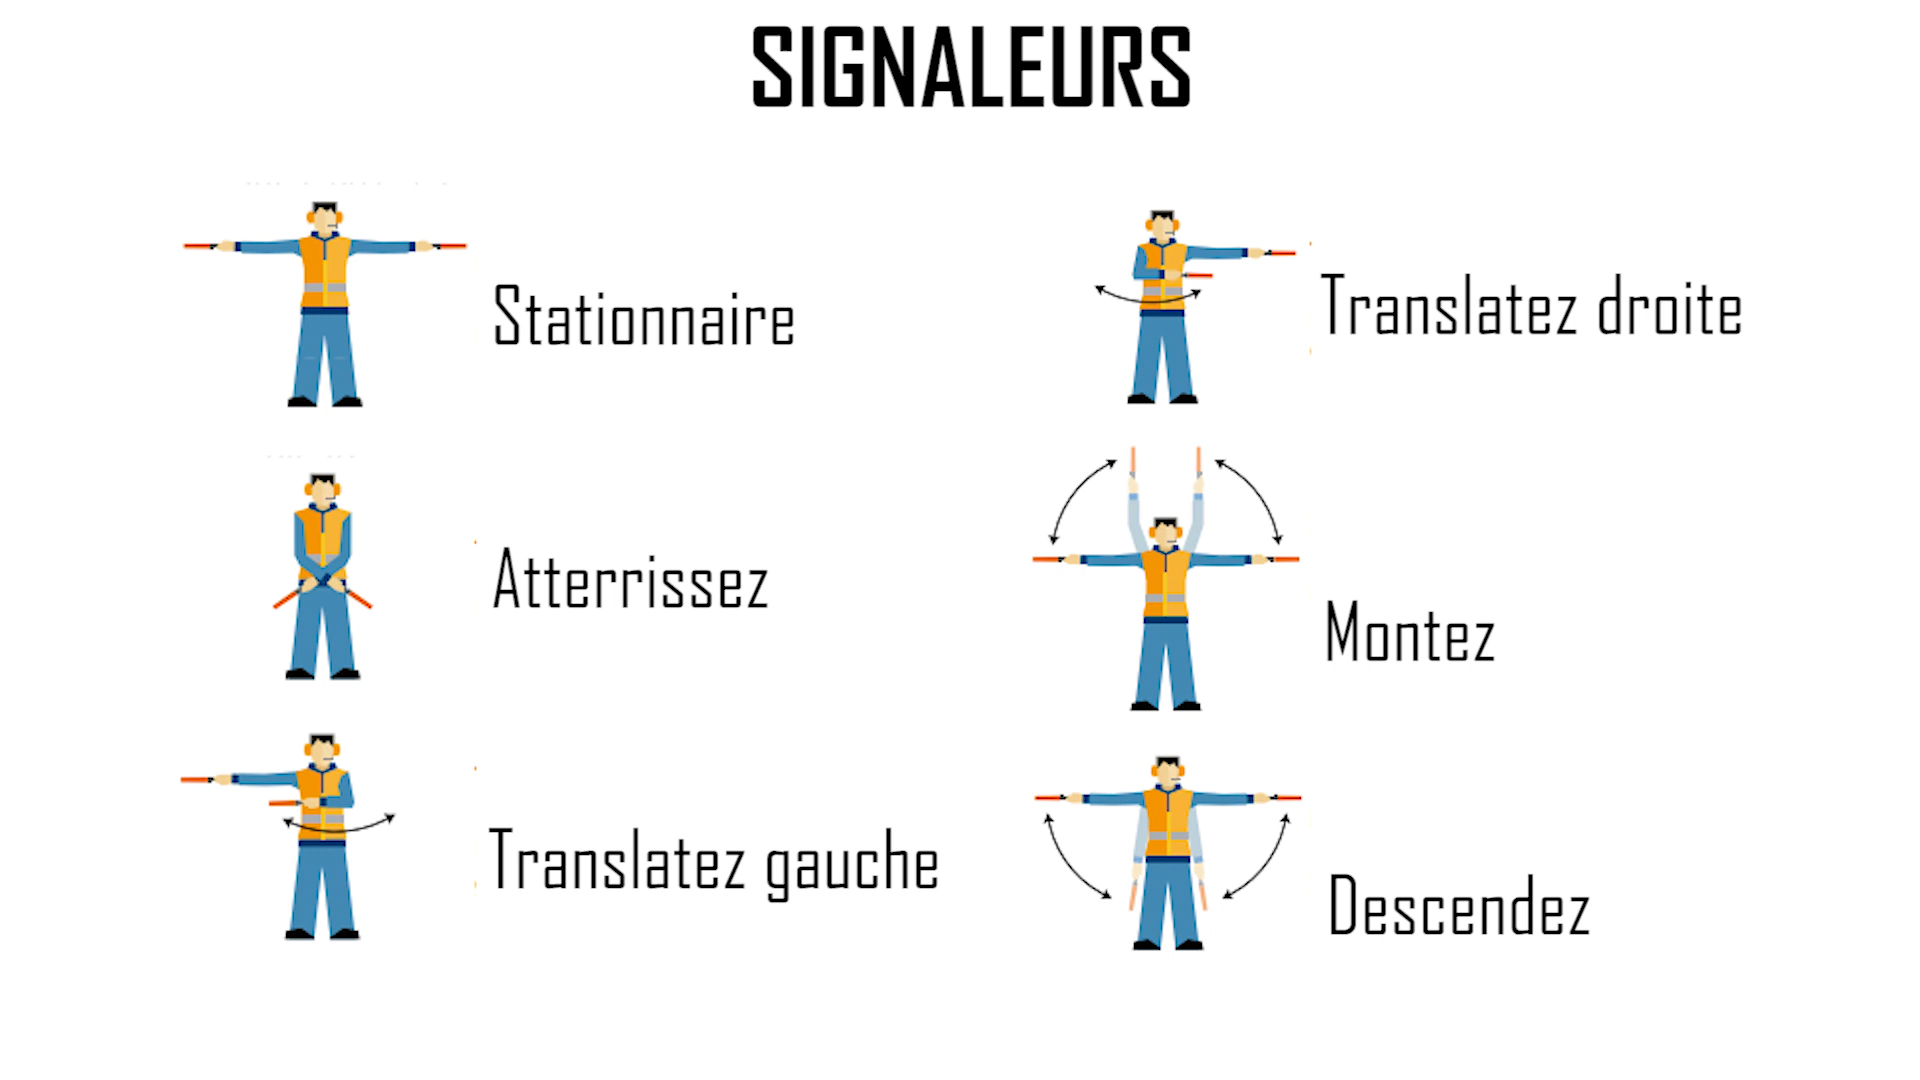 SIGNALEURS
Stationnaire
Atterrissez
Translatez gauche
Translatez droite
Montez
Descendez